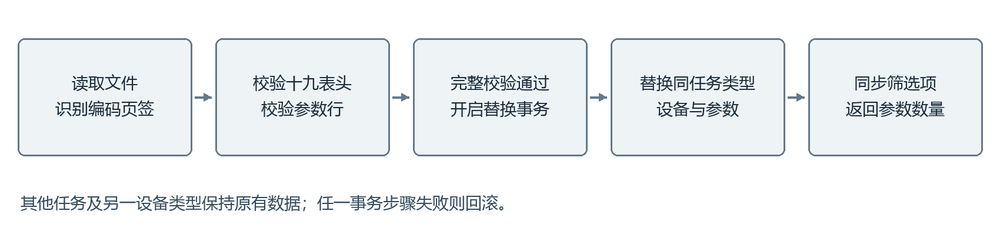 读取文件
识别编码页签
校验十九表头
校验参数行
完整校验通过
开启替换事务
替换同任务类型
设备与参数
同步筛选项
返回参数数量
其他任务及另一设备类型保持原有数据；任一事务步骤失败则回滚。